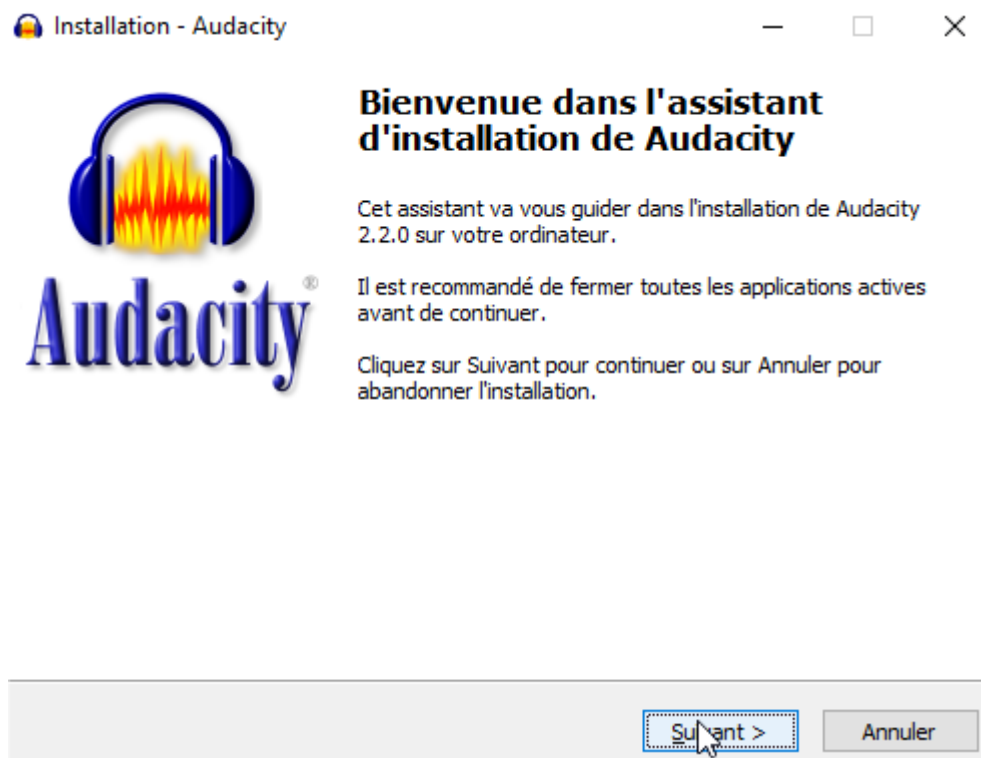 Installation - Audacity
Bienvenue dans l'assistant
d'installation de Audacity
Audacity®
Cet assistant va vous guider dans l'installation de Audacity
2.2.0 sur votre ordinateur.
Il est recommandé de fermer toutes les applications actives
avant de continuer.
Cliquez sur Suivant pour continuer ou sur Annuler pour
abandonner l'installation.
Suivant >
Annuler